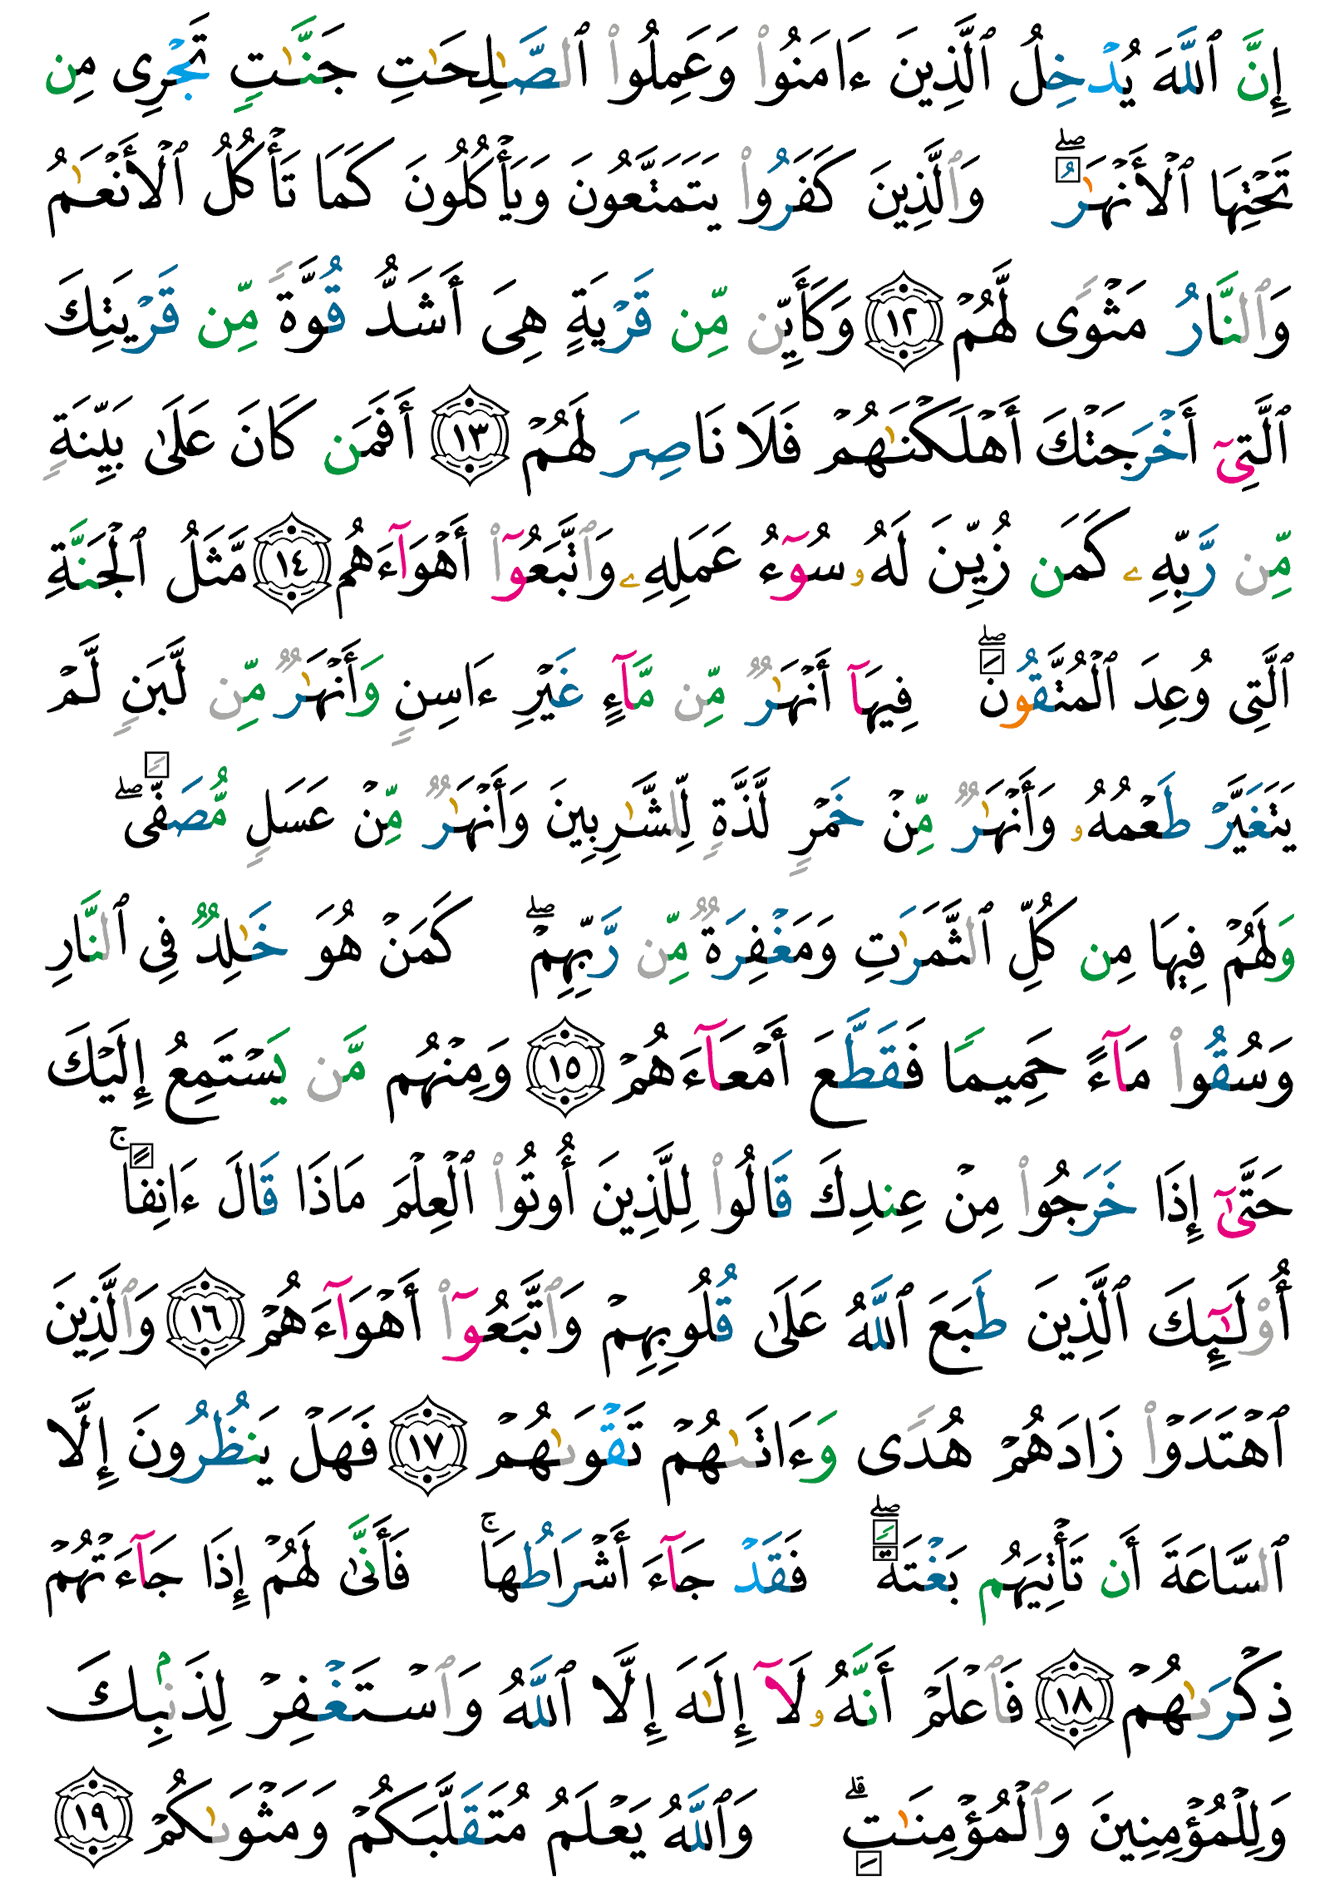 إِنَّ ٱللَّهَ يُدۡخِلُ ٱلَّذِينَ ءَامَنُواْ وَعَمِلُواْ ٱلصَّـٰلِحَـٰتِ جَنَّـٰتٖ تَجۡرِى مِن
تَحۡتِهَا ٱلۡأَنۡهَـٰرُۖ وَٱلَّذِينَ كَفَرُواْ يَتَمَتَّعُونَ وَيَأۡكُلُونَ كَمَا تَأۡكُلُ ٱلۡأَنۡعَـٰمُ
وَٱلنَّارُ مَثۡوٗى لَّهُمۡ ١٢ وَكَأَيِّن مِّن قَرۡيَةٍ هِىَ أَشَدُّ قُوَّةٗ مِّن قَرۡيَتِكَ
ٱلَّتِىٓ أَخۡرَجَتۡكَ أَهۡلَكۡنَـٰهُمۡ فَلَا نَاصِرَ لَهُمۡ ١٣ أَفَمَن كَانَ عَلَىٰ بَيِّنَةٖ
مِّن رَّبِّهِۦ كَمَن زُيِّنَ لَهُۥ سُوٓءُ عَمَلِهِۦ وَٱتَّبَعُوٓاْ أَهۡوَآءَهُم ١٤ مَّثَلُ ٱلۡجَنَّةِ
ٱلَّتِى وُعِدَ ٱلۡمُتَّقُونَۖ فِيهَآ أَنۡهَـٰرٞ مِّن مَّآءٍ غَيۡرِ ءَاسِنٖ وَأَنۡهَـٰرٞ مِّن لَّبَنٖ لَّمۡ
يَتَغَيَّرۡ طَعۡمُهُۥ وَأَنۡهَـٰرٞ مِّنۡ خَمۡرٖ لَّذَّةٖ لِّلشَّـٰرِبِينَ وَأَنۡهَـٰرٞ مِّنۡ عَسَلٖ مُّصَفّٗىۖ
وَلَهُمۡ فِيهَا مِن كُلِّ ٱلثَّمَرَٰتِ وَمَغۡفِرَةٞ مِّن رَّبِّهِمۡۖ كَمَنۡ هُوَ خَـٰلِدٞ فِى ٱلنَّارِ
وَسُقُواْ مَآءً حَمِيمٗا فَقَطَّعَ أَمۡعَآءَهُمۡ ١٥ وَمِنۡهُم مَّن يَسۡتَمِعُ إِلَيۡكَ
حَتَّىٰٓ إِذَا خَرَجُواْ مِنۡ عِندِكَ قَالُواْ لِلَّذِينَ أُوتُواْ ٱلۡعِلۡمَ مَاذَا قَالَ ءَانِفًاۚ
أُوْلَـٰٓئِكَ ٱلَّذِينَ طَبَعَ ٱللَّهُ عَلَىٰ قُلُوبِهِمۡ وَٱتَّبَعُوٓاْ أَهۡوَآءَهُمۡ ١٦ وَٱلَّذِينَ
ٱهۡتَدَوۡاْ زَادَهُمۡ هُدٗى وَءَاتَىٰهُمۡ تَقۡوَىٰهُمۡ ١٧ فَهَلۡ يَنظُرُونَ إِلَّا
ٱلسَّاعَةَ أَن تَأۡتِيَهُم بَغۡتَةٗۖ فَقَدۡ جَآءَ أَشۡرَاطُهَاۚ فَأَنَّىٰ لَهُمۡ إِذَا جَآءَتۡهُمۡ
ذِكۡرَىٰهُمۡ ١٨ فَٱعۡلَمۡ أَنَّهُۥ لَآ إِلَـٰهَ إِلَّا ٱللَّهُ وَٱسۡتَغۡفِرۡ لِذَنۢبِكَ
وَلِلۡمُؤۡمِنِينَ وَٱلۡمُؤۡمِنَـٰتِۗ وَٱللَّهُ يَعۡلَمُ مُتَقَلَّبَكُمۡ وَمَثۡوَىٰكُمۡ ١٩